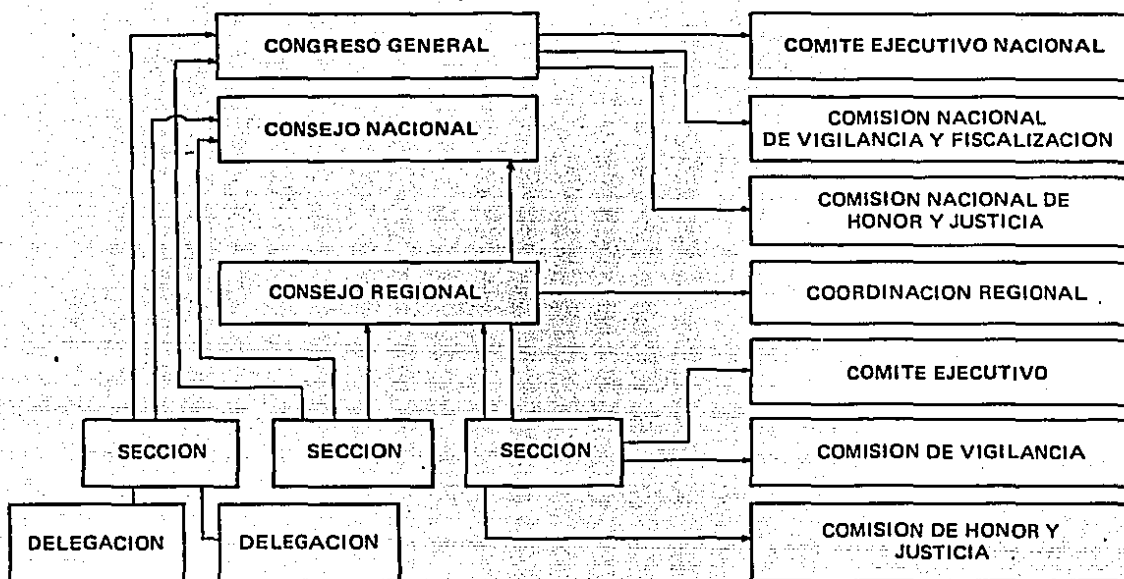 CONGRESO GENERAL
COMITE EJECUTIVO NACIONAL
CONSEJO NACIONAL
COMISION NACIONAL
DE VIGILANCIA Y FISCALIZACION
COMISION NACIONAL DE
HONOR Y JUSTICIA
CONSEJO REGIONAL
COORDINACION REGIONAL
COMITE EJECUTIVO
SECCION
SECCION
SECCION
COMISION DE VIGILANCIA
DELEGACION
DELEGACION
COMISION DE HONOR Y
JUSTICIA